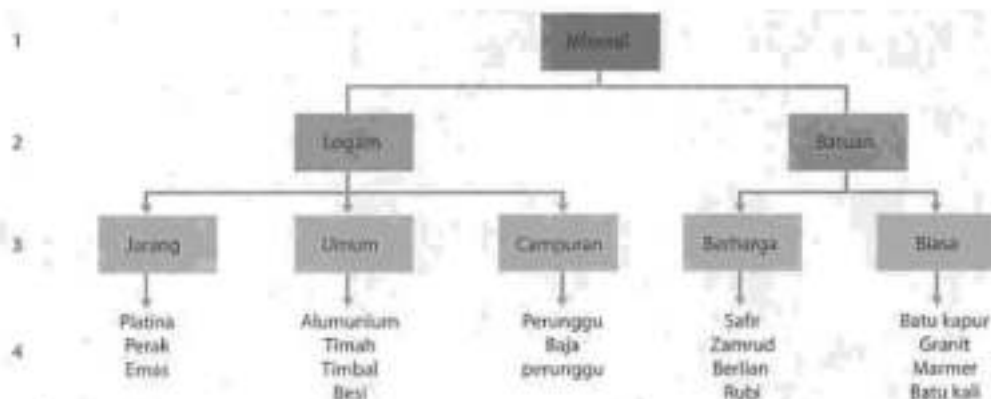 1
Mineral
2
Logam
Batuan
3
Jarang
Umum
Campuran
Berharga
Biasa
4
Platina
Perak
Emas
Alumunium
Timah
Timbal
Besi
Perunggu
Baja
perunggu
Safir
Zamrud
Berlian
Rubi
Batu kapur
Granit
Marmer
Batu kali